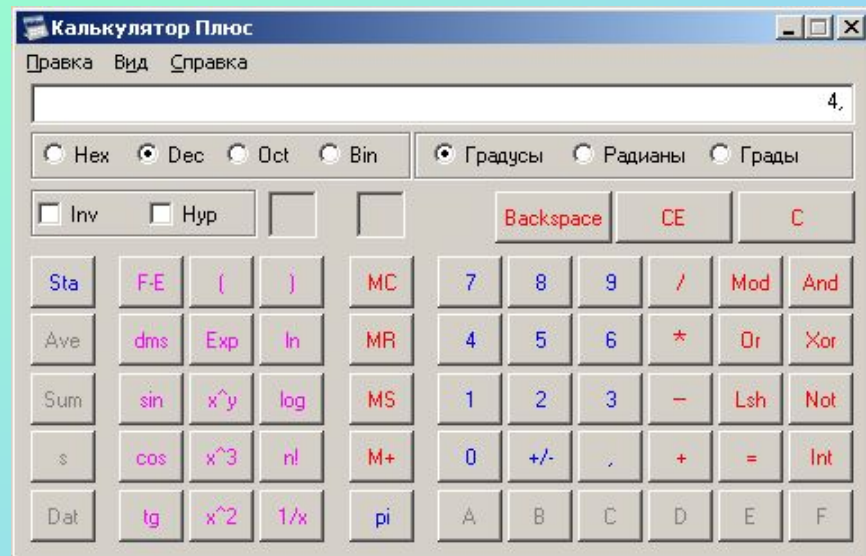 Калькулятор Плюс
Правка Вид Справка
4,
Hex Dec Oct Bin Градусы Радианы Грады
Inv Hyp Backspace CE C
Sta F-E ( ) MC 7 8 9 / Mod And
Ave dms Exp ln MR 4 5 6 * Or Xor
Sum sin x^y log MS 1 2 3 - Lsh Not
s cos x^3 n! M+ 0 +/- , + = Int
Dat tg x^2 1/x pi A B C D E F